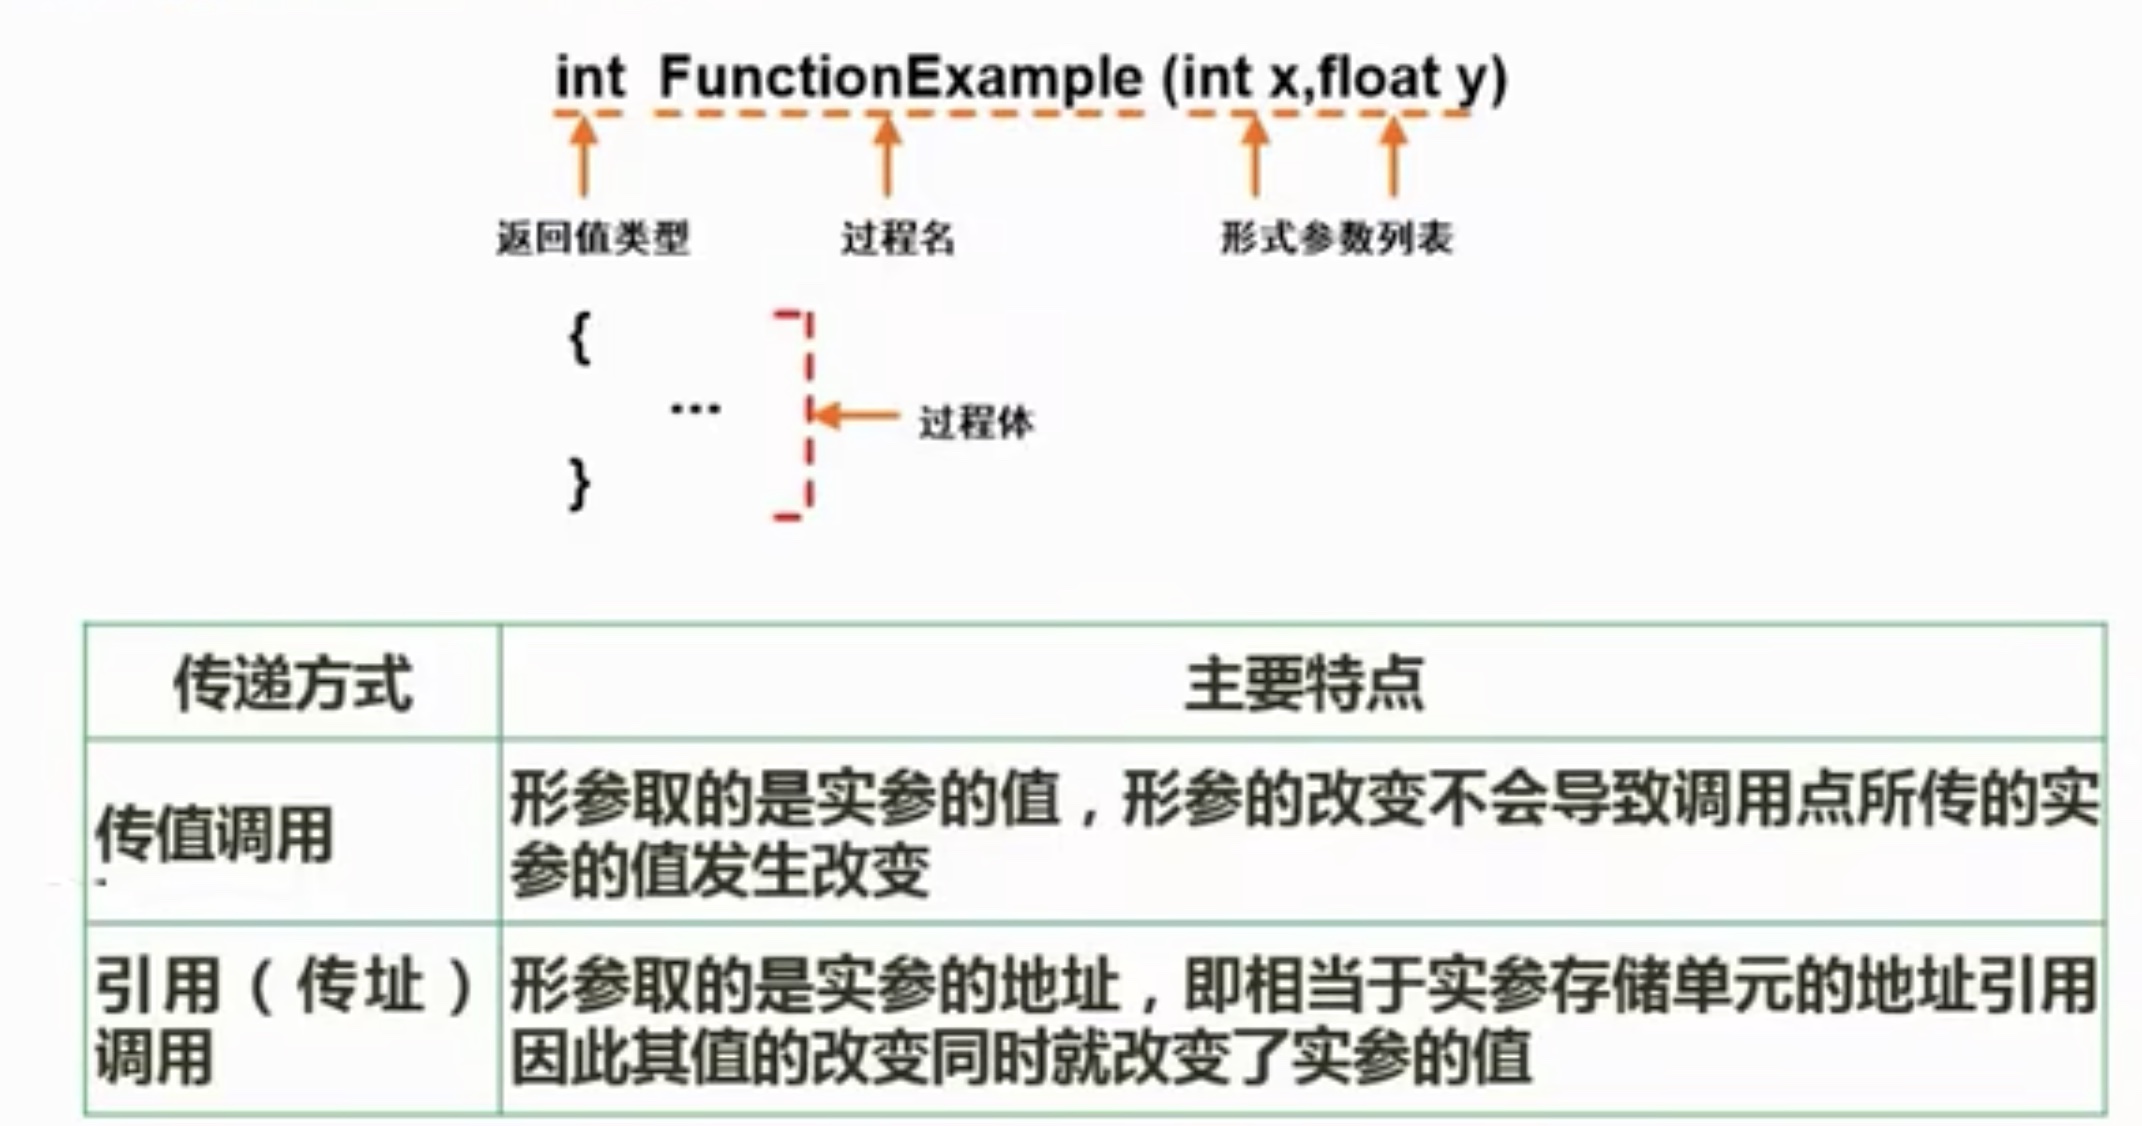 int FunctionExample (int x,float y)
返回值类型 过程名 形式参数列表
{
...
过程体
}
传递方式 主要特点
传值调用
形参取的是实参的值，形参的改变不会导致调用点所传的实
参的值发生改变
引用（传址）
调用
形参取的是实参的地址，即相当于实参存储单元的地址引用
因此其值的改变同时就改变了实参的值